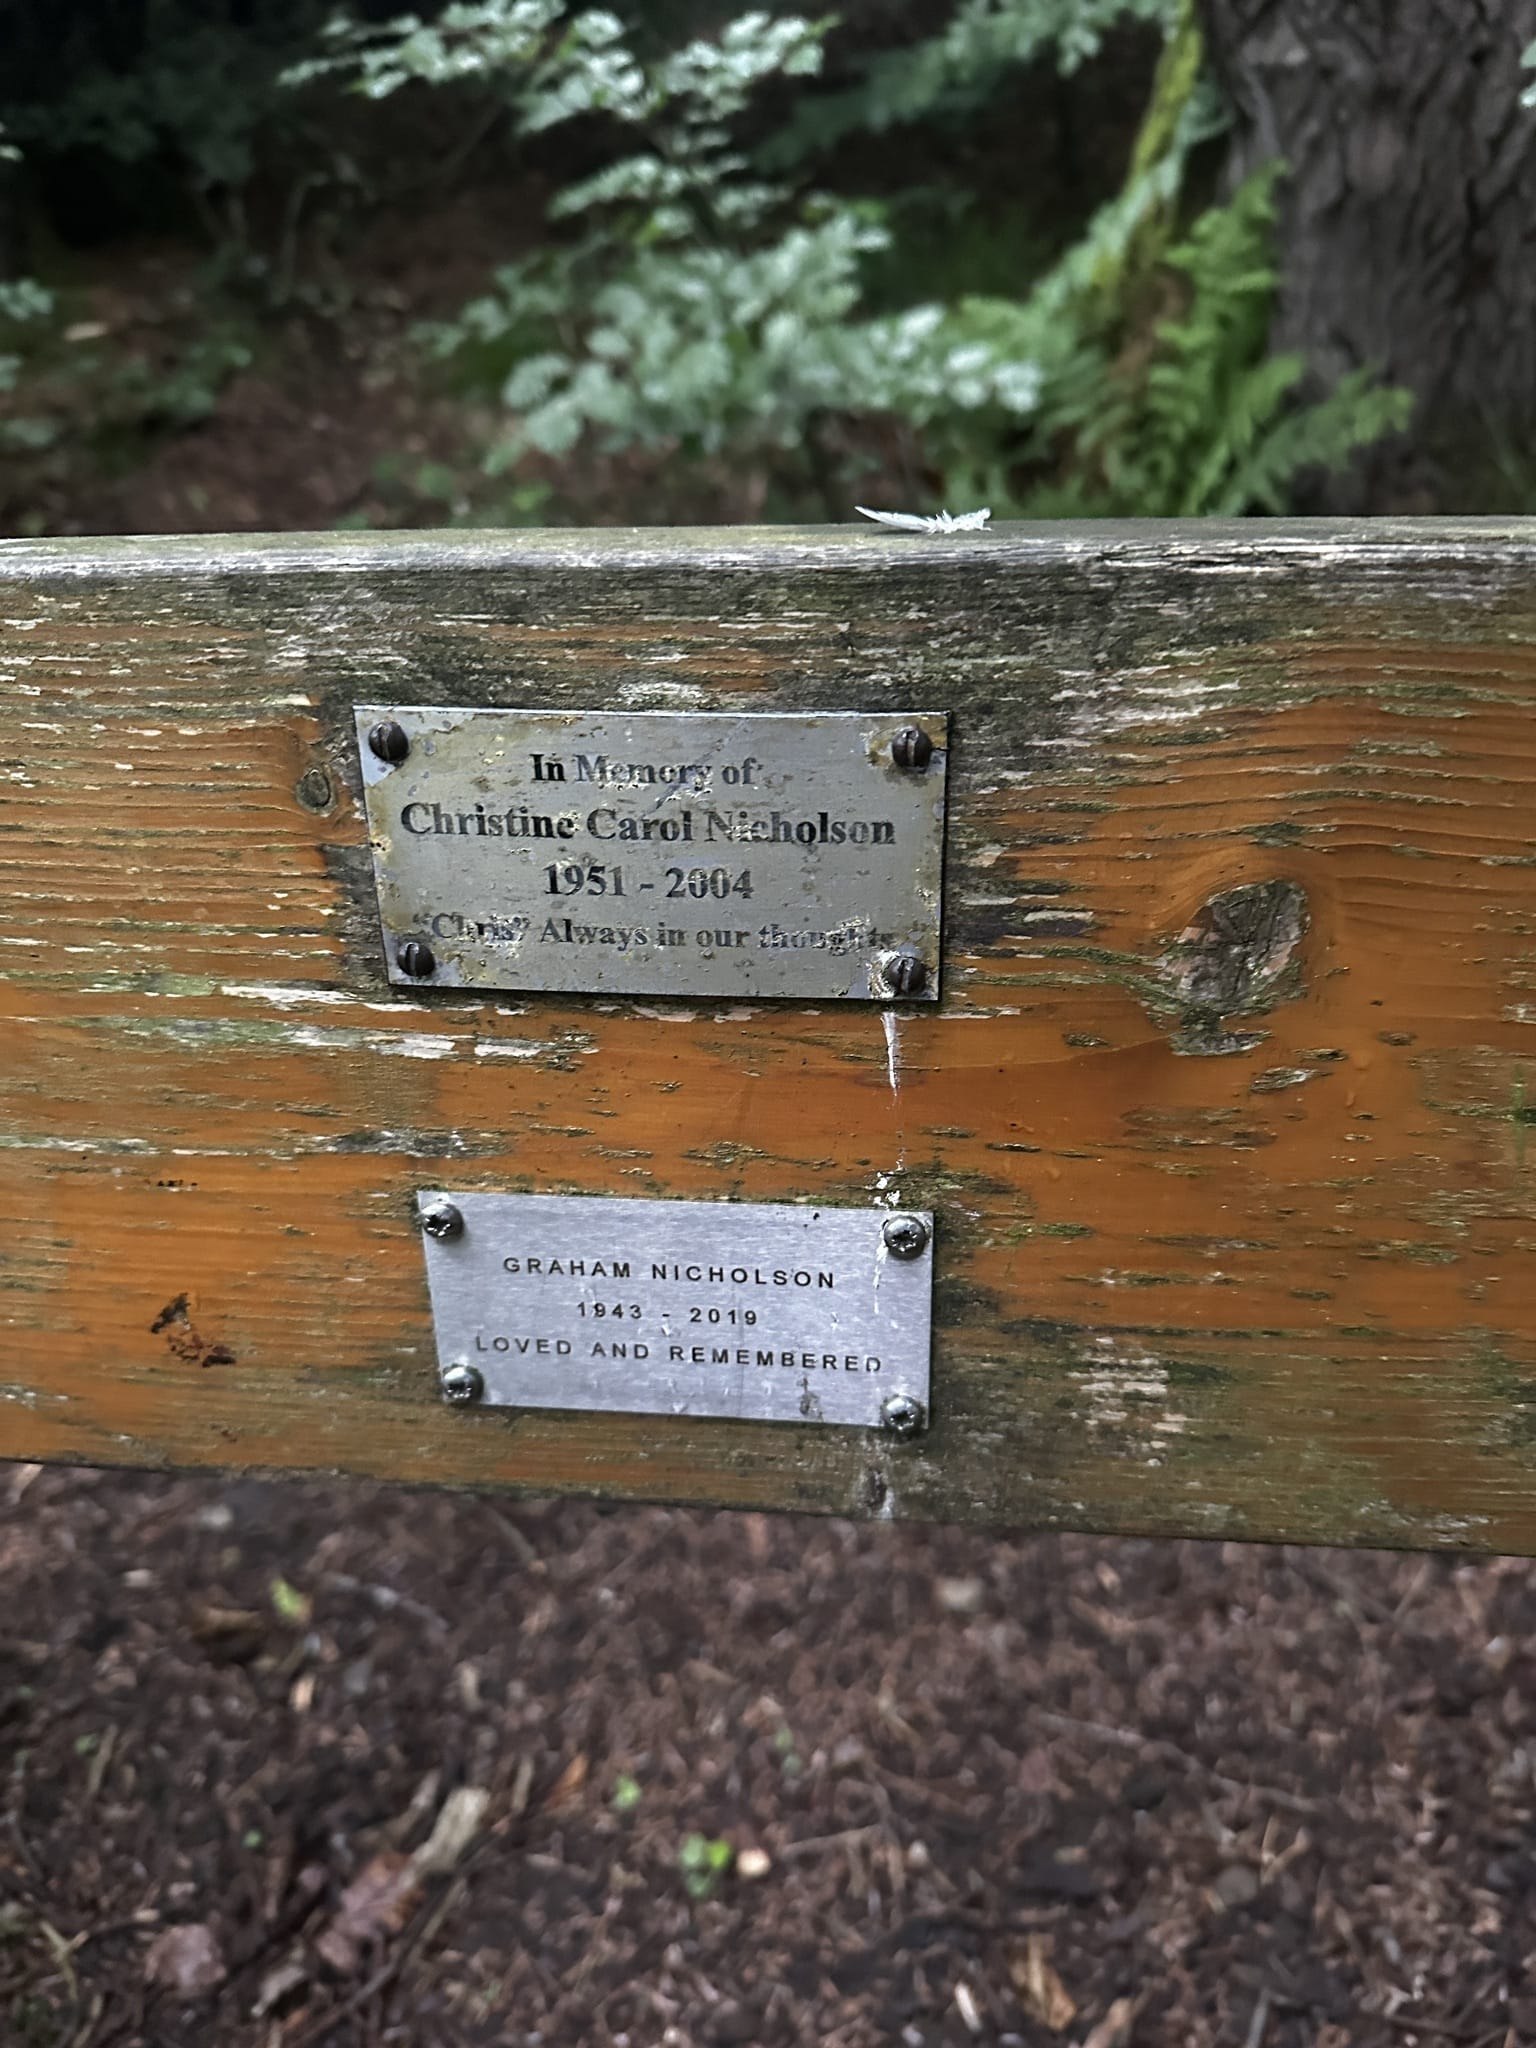 In Memory of
Christine Carol Nicholson
1951 - 2004
"Chris" Always in our thoughts
GRAHAM NICHOLSON
1943 - 2019
LOVED AND REMEMBERED